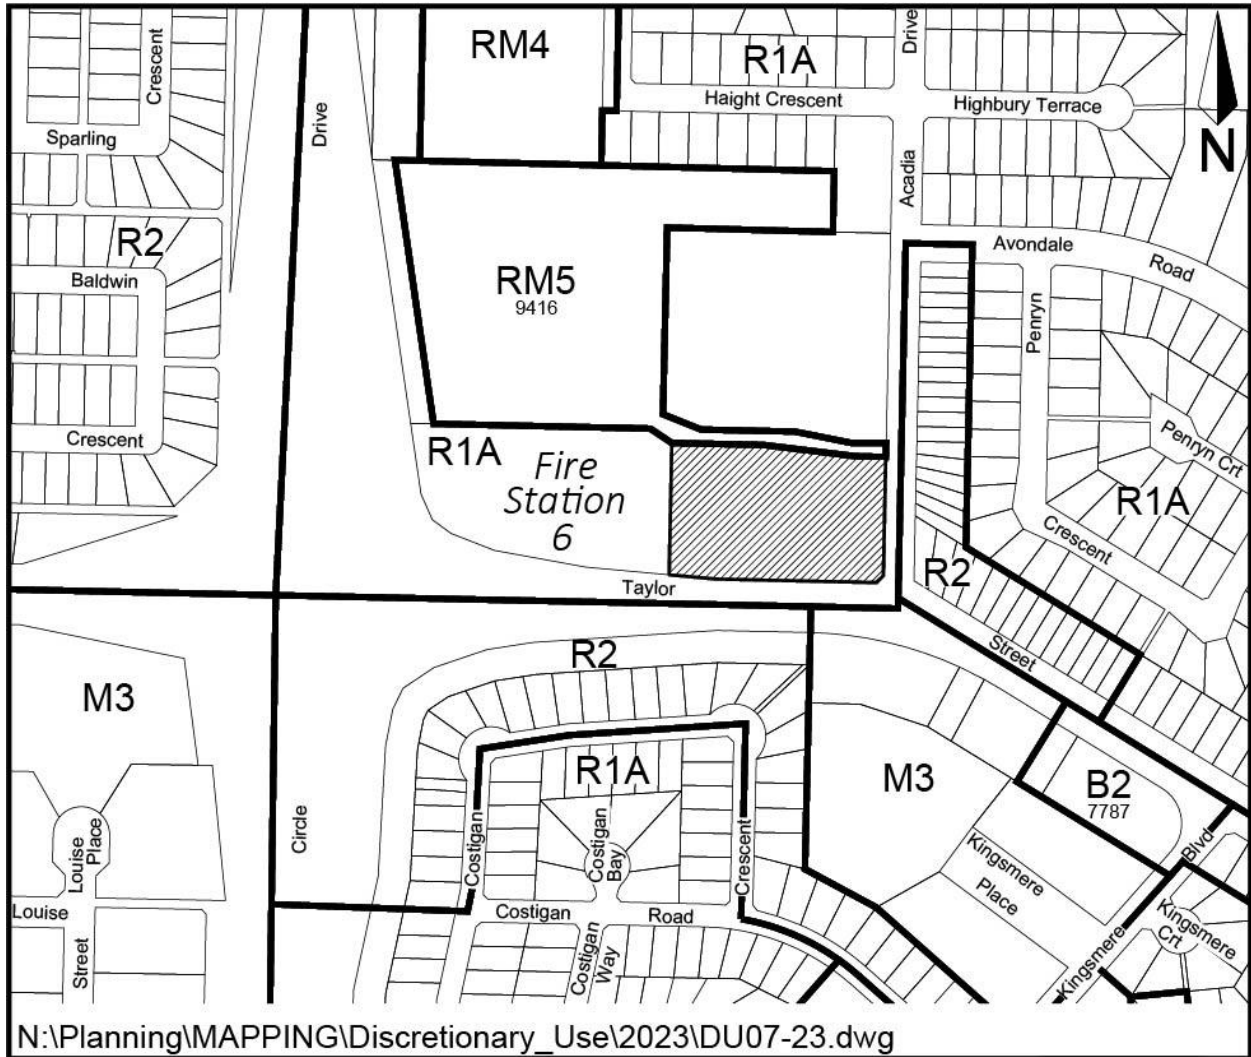 RM4
R1A
Drive
Crescent
Haight Crescent
Highbury Terrace
Drive
Sparling
N
Acadia
R2
Avondale
Road
Baldwin
RM5
9416
Penryn
Crescent
R1A
Fire
Station
6
Penryn Crt
R1A
Crescent
R2
Taylor
Street
R2
M3
R1A
M3
B2
7787
Circle
Costigan
Costigan
Bay
Crescent
Louise
Place
Kingsmere
Place
Blvd
Louise
Street
Costigan
Road
Costigan
Way
Kingsmere
Kingsmere
Crt
N:\Planning\MAPPING\Discretionary_Use\2023\DU07-23.dwg